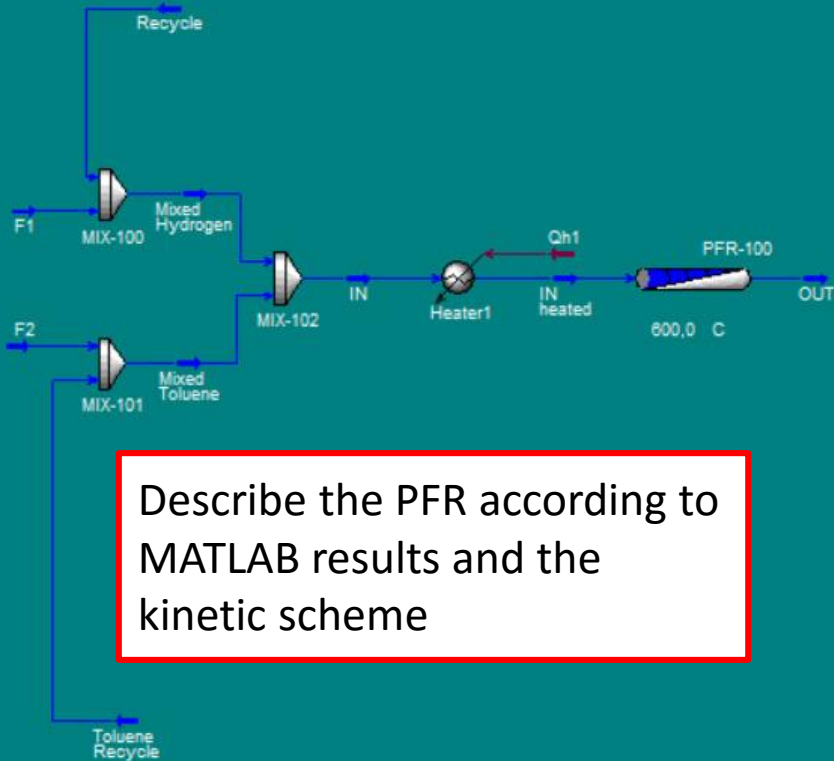 Recycle
F1
MIX-100
Mixed
Hydrogen
MIX-102
IN
Heater1
Qh1
IN
heated
PFR-100
600,0 C
OUT
F2
MIX-101
Mixed
Toluene
Describe the PFR according to
MATLAB results and the
kinetic scheme
Toluene
Recycle